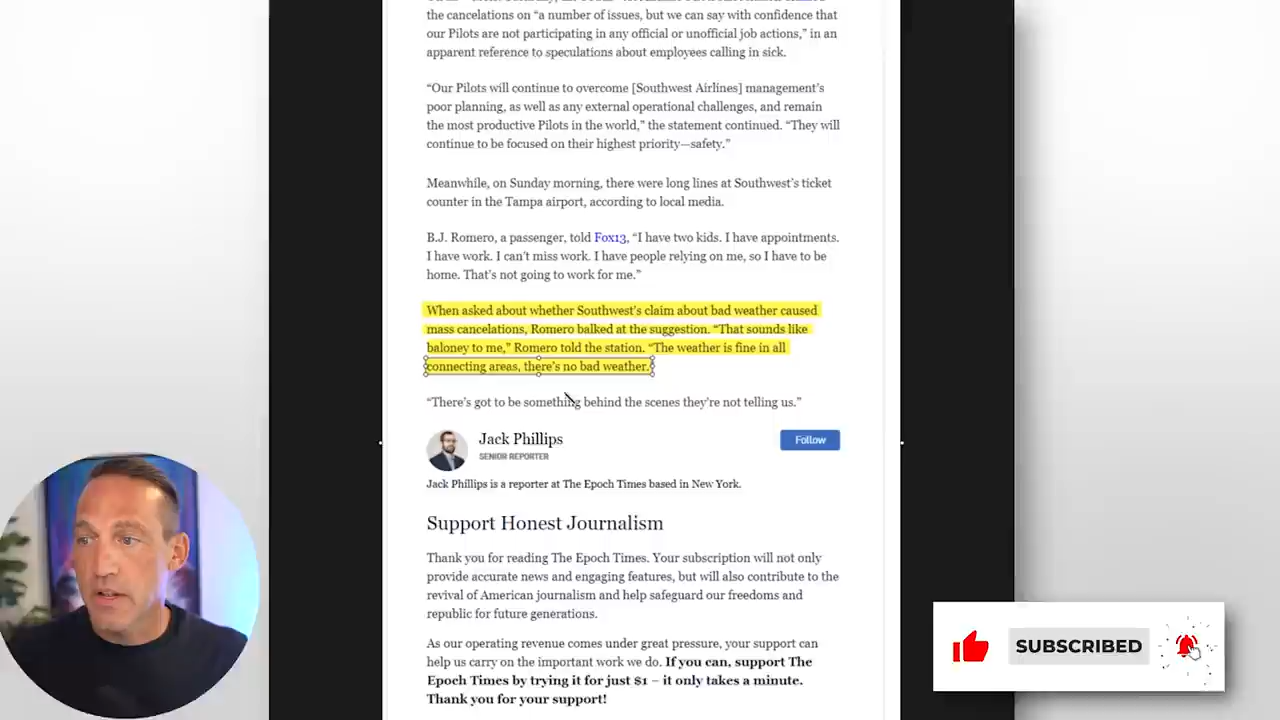 the cancelations on “a number of issues, but we can say with confidence that
our Pilots are not participating in any official or unofficial job actions,” in an
apparent reference to speculations about employees calling in sick.
“Our Pilots will continue to overcome [Southwest Airlines] management’s
poor planning, as well as any external operational challenges, and remain
the most productive Pilots in the world,” the statement continued. “They will
continue to be focused on their highest priority—safety.”
Meanwhile, on Sunday morning, there were long lines at Southwest’s ticket
counter in the Tampa airport, according to local media.
B.J. Romero, a passenger, told Fox13, “I have two kids. I have appointments.
I have work. I can’t miss work. I have people relying on me, so I have to be
home. That’s not going to work for me.”
When asked about whether Southwest’s claim about bad weather caused
mass cancelations, Romero balked at the suggestion. “That sounds like
baloney to me,” Romero told the station. “The weather is fine in all
connecting areas, there’s no bad weather.
“There’s got to be something behind the scenes they’re not telling us.”
Jack Phillips
Follow
SENIOR REPORTER
Jack Phillips is a reporter at The Epoch Times based in New York.
Support Honest Journalism
Thank you for reading The Epoch Times. Your subscription will not only
provide accurate news and engaging features, but will also contribute to the
revival of American journalism and help safeguard our freedoms and
republic for future generations.
As our operating revenue comes under great pressure, your support can
help us carry on the important work we do. If you can, support The
Epoch Times by trying it for just $1 – it only takes a minute.
Thank you for your support!
SUBSCRIBED